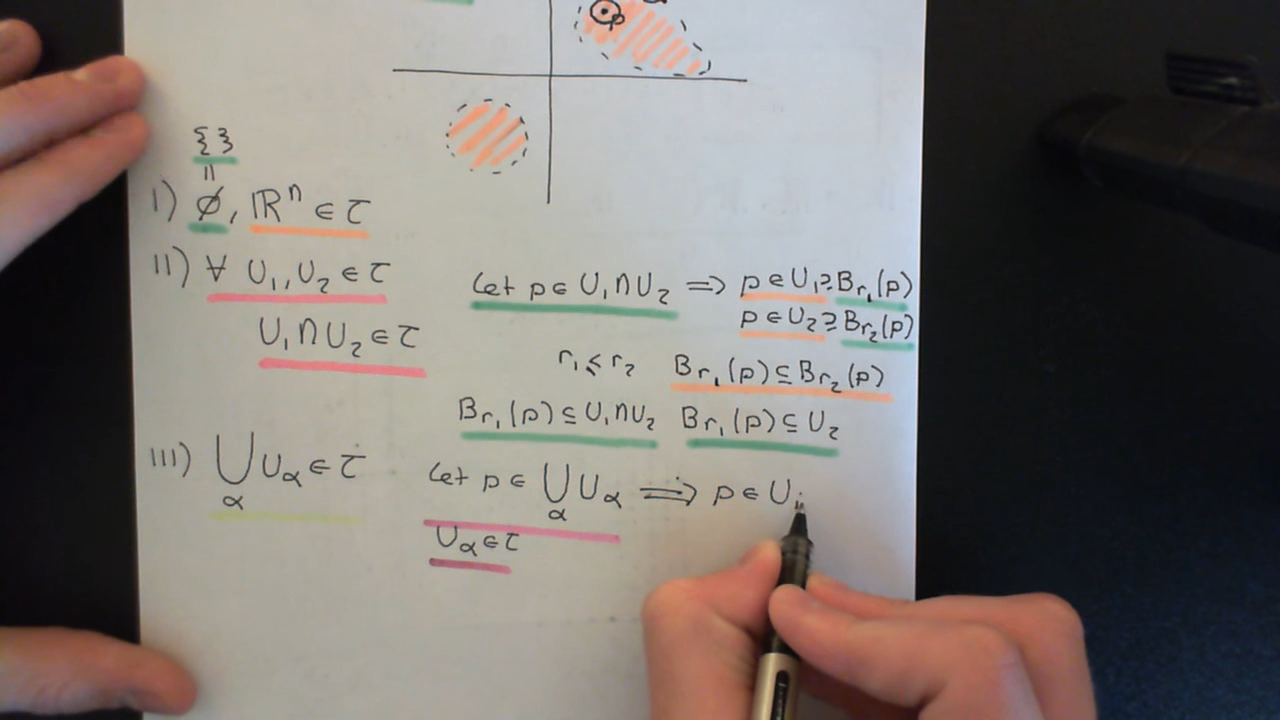 p
{ }
=
I) ∅, ℝⁿ ∈ τ
II) ∀ U₁, U₂ ∈ τ
U₁ ∩ U₂ ∈ τ
Let p ∈ U₁ ∩ U₂ ⟹ p ∈ U₁ ⊇ B_{r₁}(p)
p ∈ U₂ ⊇ B_{r₂}(p)
r₁ ≤ r₂ B_{r₁}(p) ⊆ B_{r₂}(p)
B_{r₁}(p) ⊆ U₁ ∩ U₂ B_{r₁}(p) ⊆ U₂
III) ⋃_α U_α ∈ τ
Let p ∈ ⋃_α U_α ⟹ p ∈ U
U_α ∈ τ